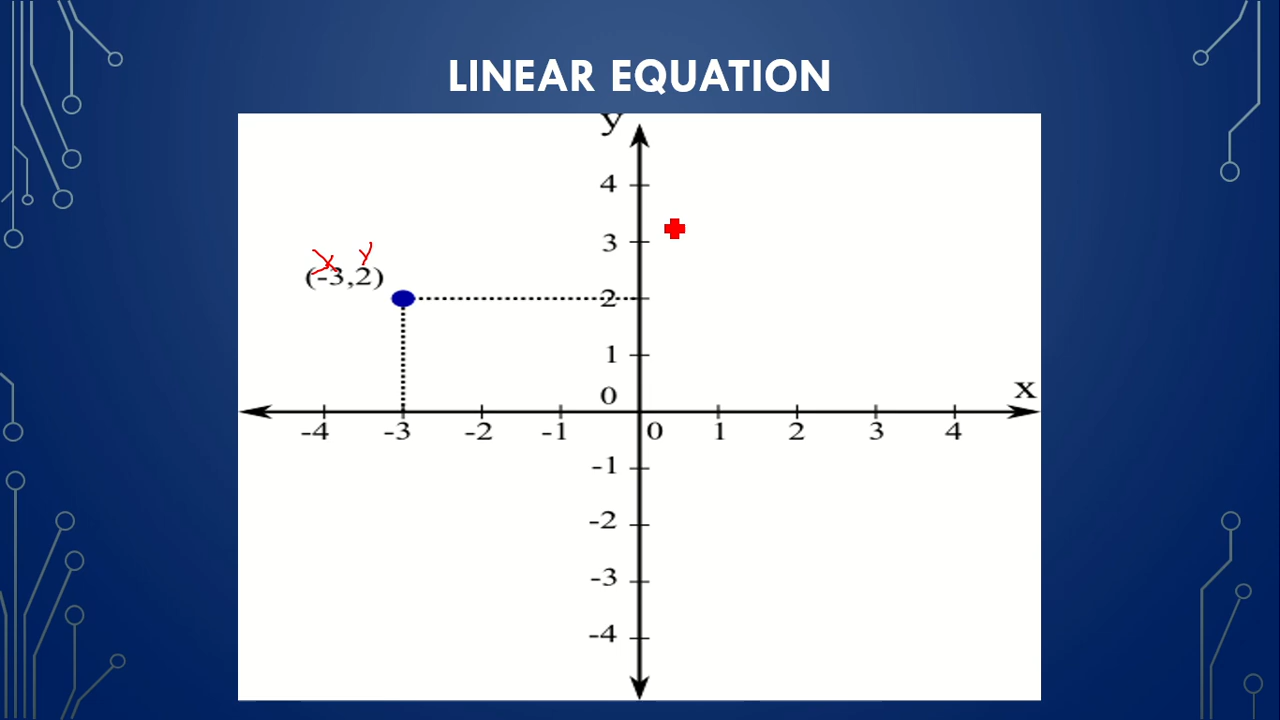 LINEAR EQUATION
y
4
3
x y
(-3,2)
2
1
0
x
-4 -3 -2 -1 0 1 2 3 4
-1
-2
-3
-4